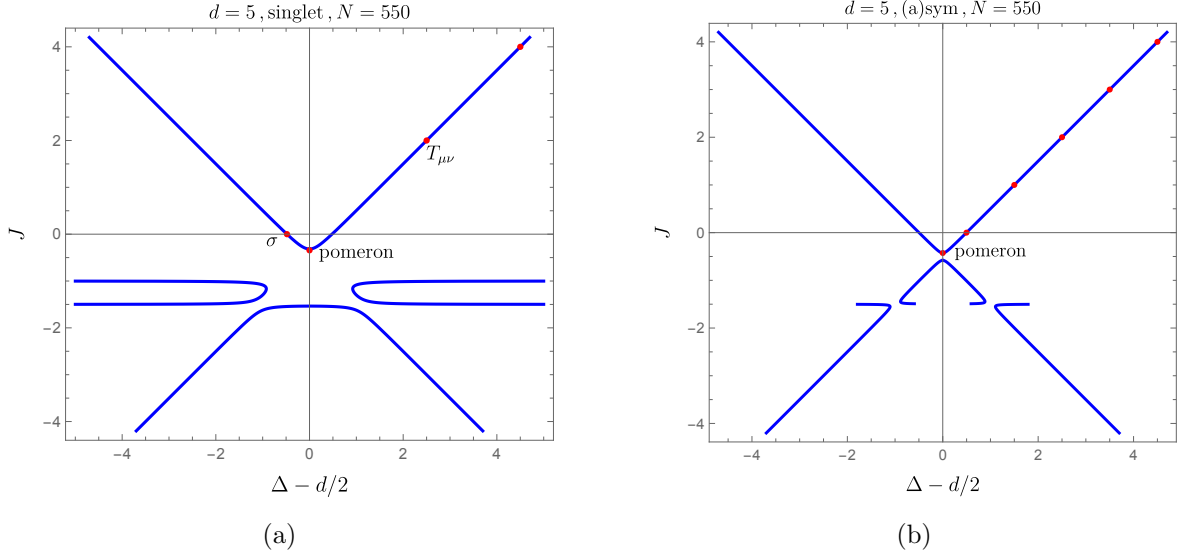 d = 5 , singlet , N = 550
4
2
0
−2
−4
J
σ
pomeron
T_{μν}
−4 −2 0 2 4
Δ − d/2
(a)
d = 5 , (a)sym , N = 550
4
2
0
−2
−4
J
pomeron
−4 −2 0 2 4
Δ − d/2
(b)